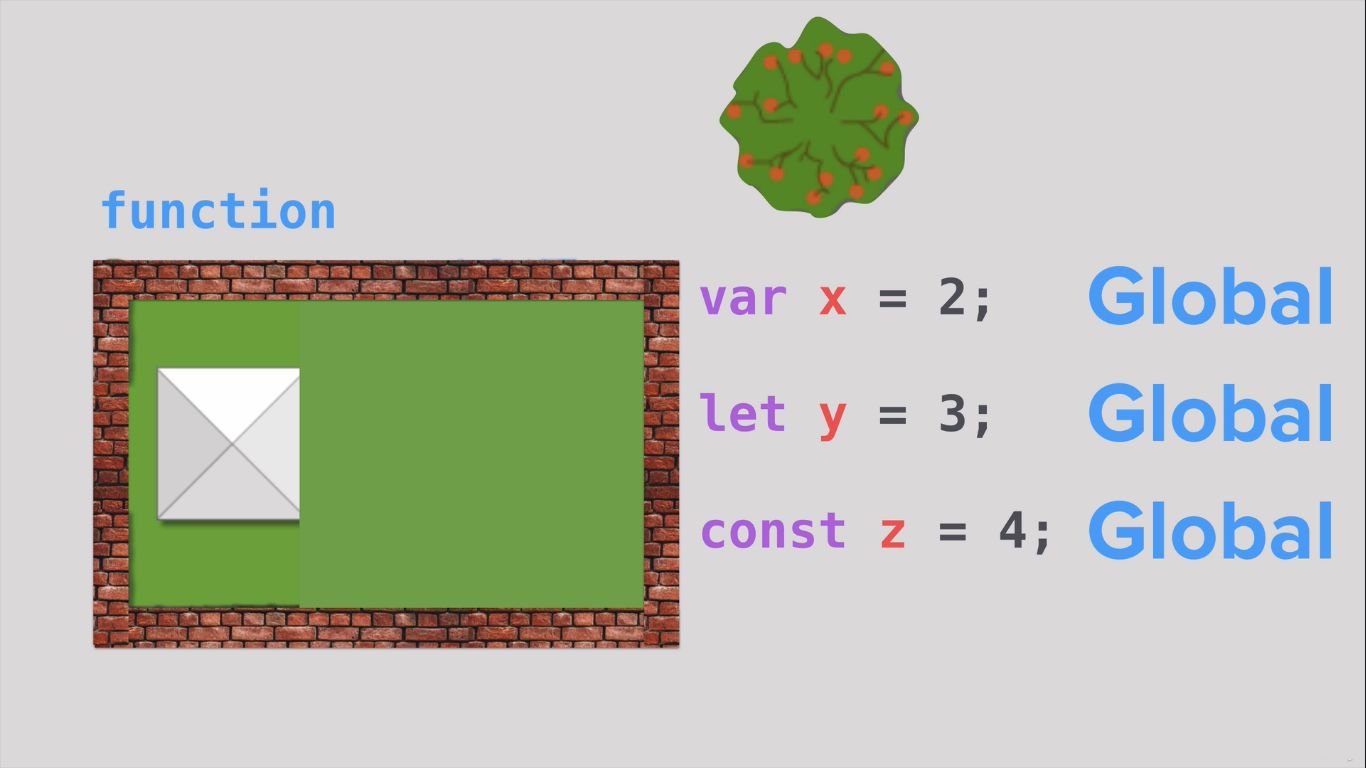 function
var x = 2; Global
let y = 3; Global
const z = 4; Global